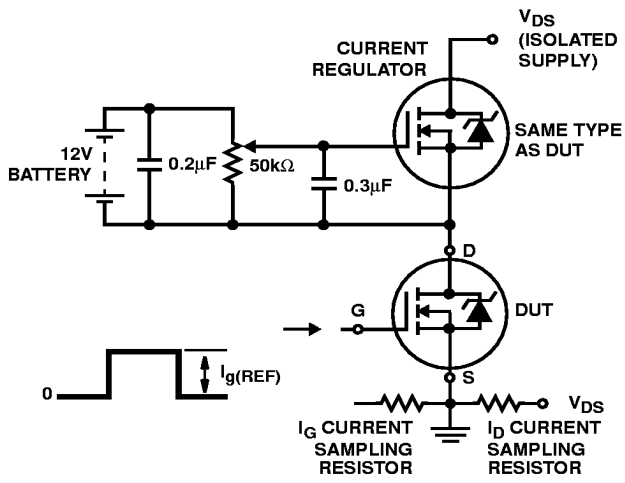 V_DS
(ISOLATED
SUPPLY)
CURRENT
REGULATOR
SAME TYPE
AS DUT
12V
BATTERY
0.2μF
50kΩ
0.3μF
D
G
DUT
S
0
I_g(REF)
V_DS
I_G CURRENT
SAMPLING
RESISTOR
I_D CURRENT
SAMPLING
RESISTOR